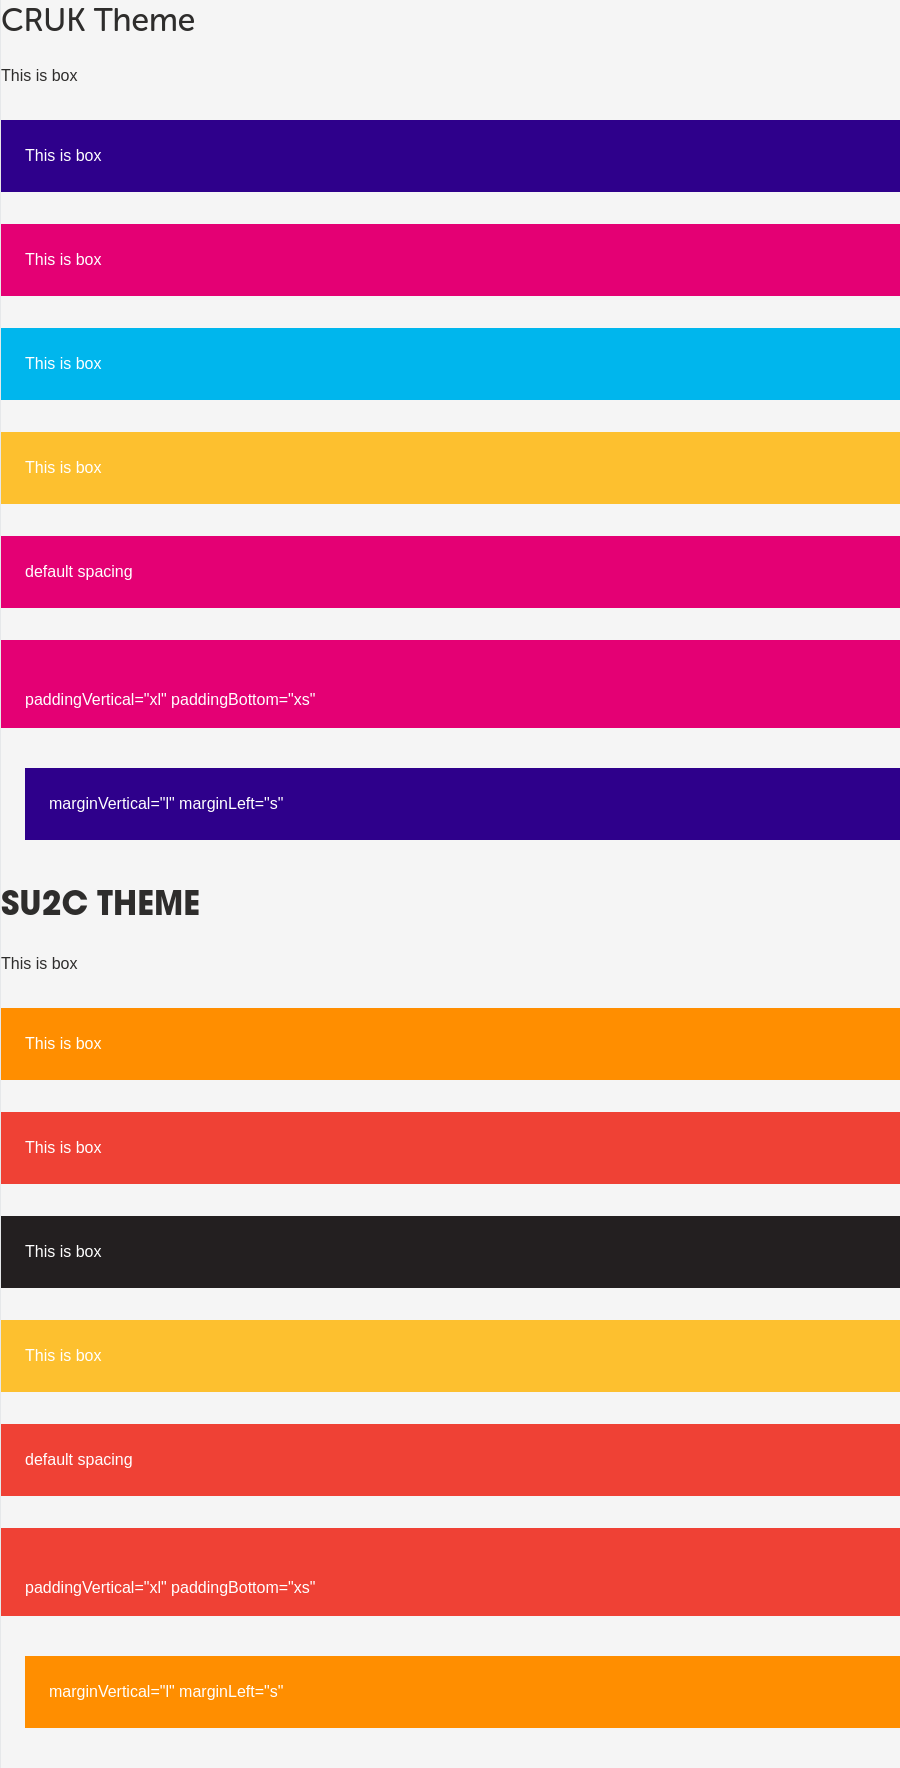 CRUK Theme
This is box
This is box
This is box
This is box
This is box
default spacing
paddingVertical="xl" paddingBottom="xs"
marginVertical="l" marginLeft="s"
SU2C THEME
This is box
This is box
This is box
This is box
This is box
default spacing
paddingVertical="xl" paddingBottom="xs"
marginVertical="l" marginLeft="s"